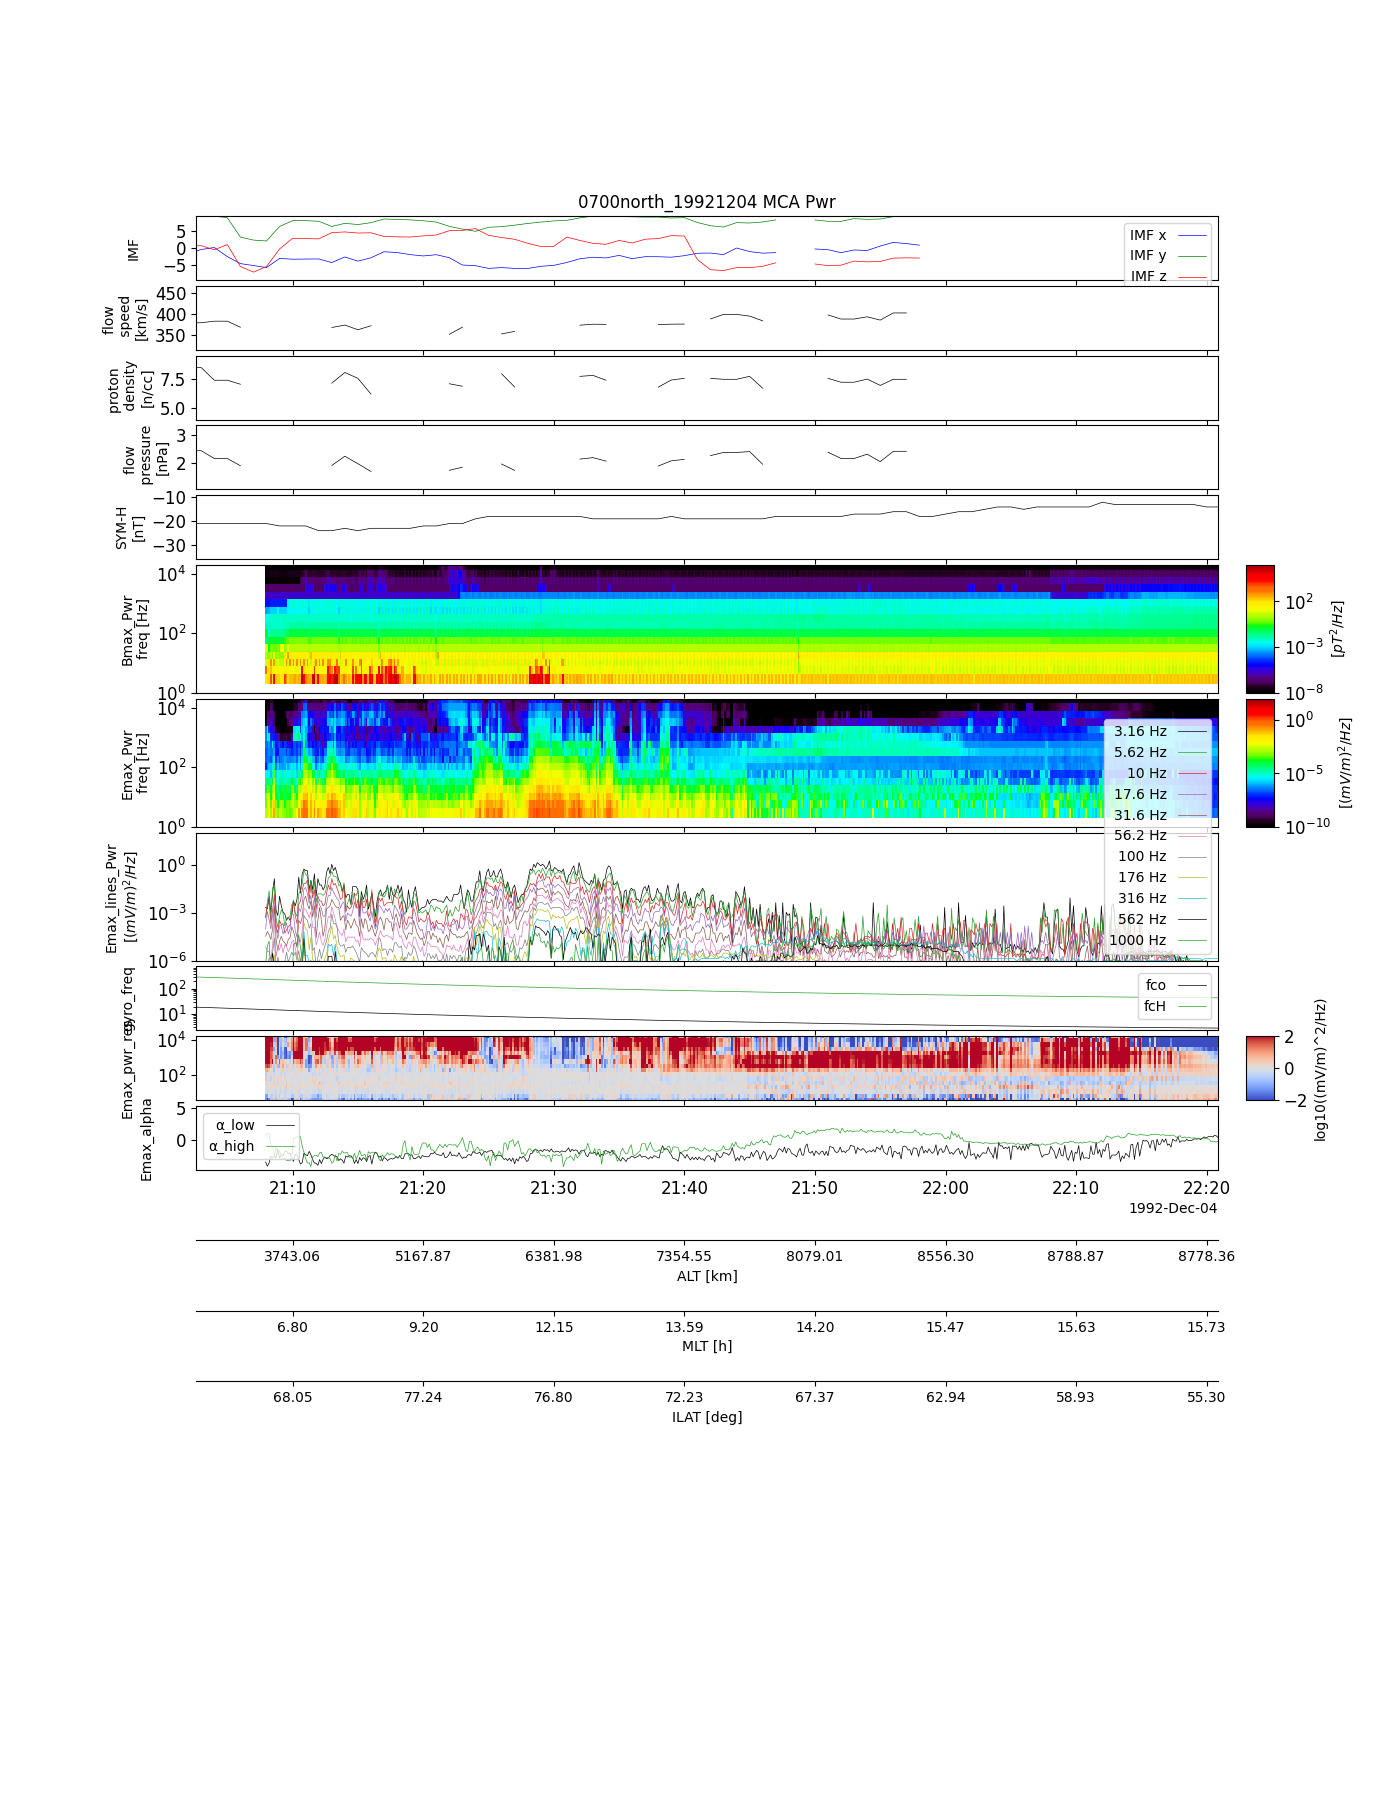 0700north_19921204 MCA Pwr
IMF
5
0
−5
IMF x
IMF y
IMF z
flow
speed
[km/s]
450
400
350
proton
density
[n/cc]
7.5
5.0
flow
pressure
[nPa]
3
2
SYM-H
[nT]
−10
−20
−30
Bmax_Pwr
freq [Hz]
10^4
10^2
10^0
10^2
10^−3
10^−8
[pT^2/Hz]
Emax_Pwr
freq [Hz]
10^4
10^2
10^0
10^0
10^−5
10^−10
[(mV/m)^2/Hz]
3.16 Hz
5.62 Hz
10 Hz
17.6 Hz
31.6 Hz
56.2 Hz
100 Hz
176 Hz
316 Hz
562 Hz
1000 Hz
Emax_lines_Pwr
[(mV/m)^2/Hz]
10^0
10^−3
10^−6
gyro_freq
10^2
10^1
fco
fcH
Emax_pwr_reg
10^4
10^2
2
0
−2
log10((mV/m)^2/Hz)
Emax_alpha
5
0
α_low
α_high
21:10 21:20 21:30 21:40 21:50 22:00 22:10 22:20
1992-Dec-04
3743.06 5167.87 6381.98 7354.55 8079.01 8556.30 8788.87 8778.36
ALT [km]
6.80 9.20 12.15 13.59 14.20 15.47 15.63 15.73
MLT [h]
68.05 77.24 76.80 72.23 67.37 62.94 58.93 55.30
ILAT [deg]